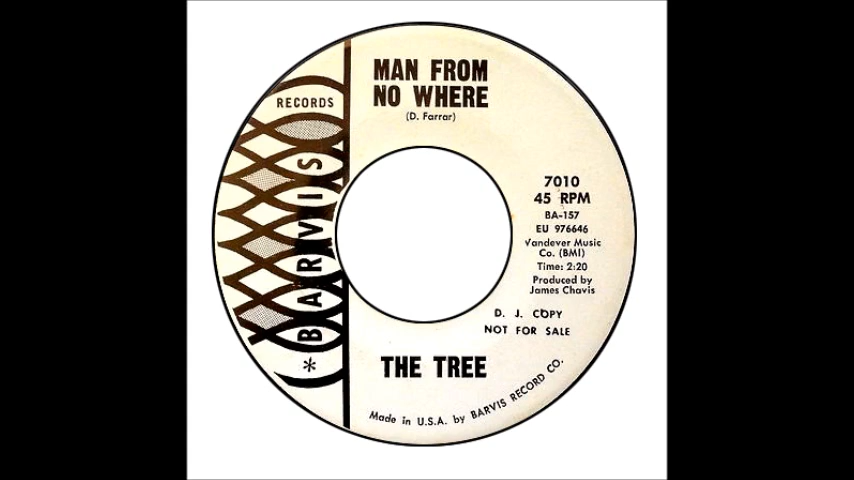 MAN FROM
NO WHERE
(D. Farrar)
RECORDS
* BARVIS
7010
45 RPM
BA-157
EU 976646
Vandever Music
Co. (BMI)
Time: 2:20
Produced by
James Chavis
D. J. COPY
NOT FOR SALE
THE TREE
Made in U.S.A. by BARVIS RECORD CO.